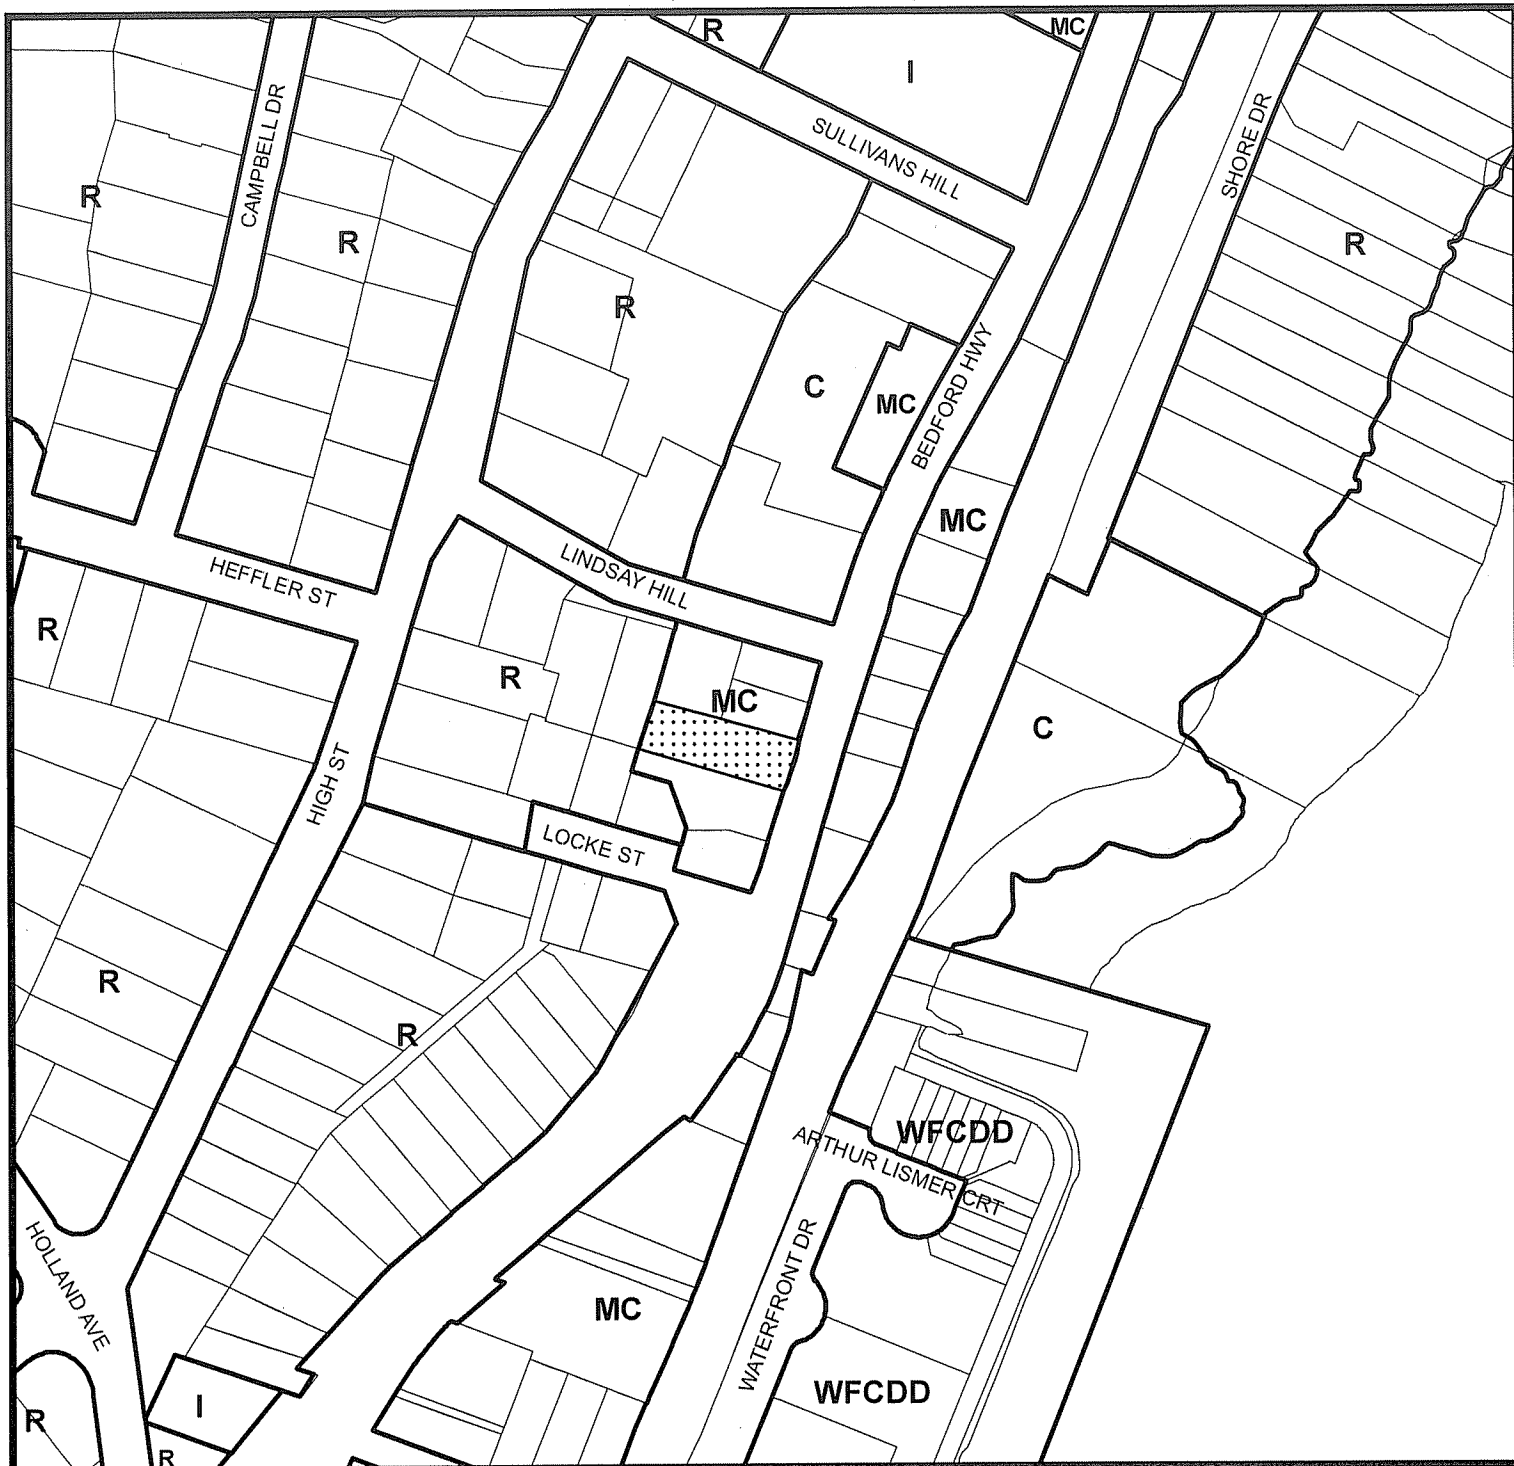 R
MC
I
CAMPBELL DR
SULLIVANS HILL
SHORE DR
R
R
R
R
C
MC
BEDFORD HWY
MC
LINDSAY HILL
HEFFLER ST
R
R
MC
C
HIGH ST
LOCKE ST
R
R
WFCDD
ARTHUR LISMER CRT
HOLLAND AVE
WATERFRONT DR
MC
WFCDD
I
R
R